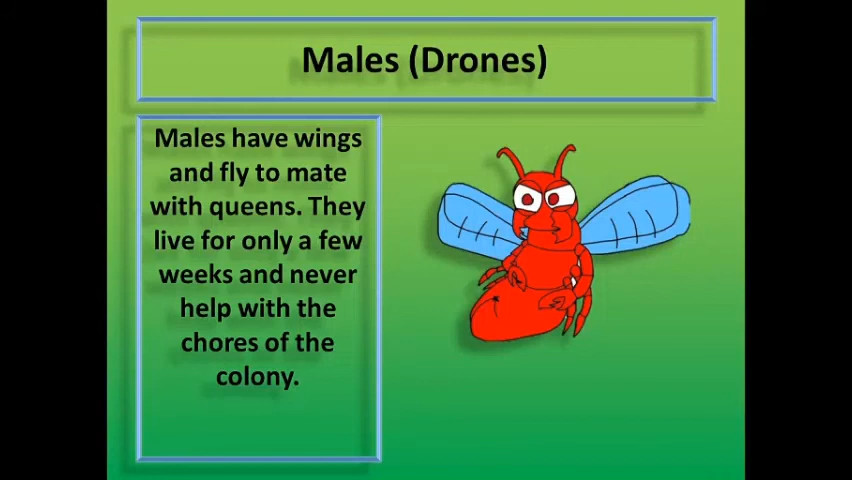 Males (Drones)
Males have wings
and fly to mate
with queens. They
live for only a few
weeks and never
help with the
chores of the
colony.